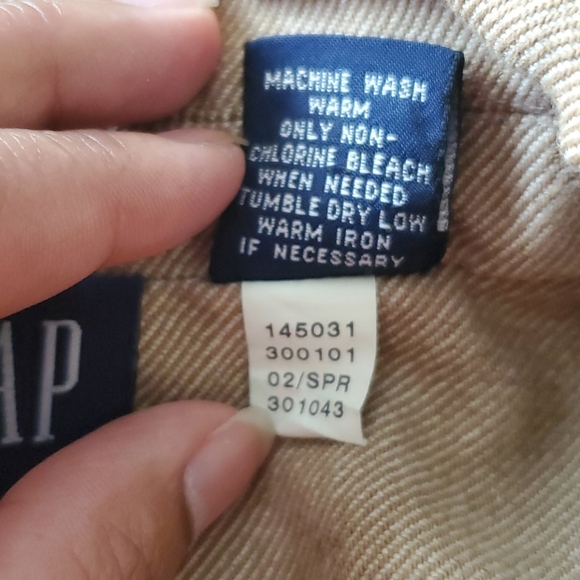 MACHINE WASH
WARM
ONLY NON-
CHLORINE BLEACH
WHEN NEEDED
TUMBLE DRY LOW
WARM IRON
IF NECESSARY
145031
300101
02/SPR
301043
AP